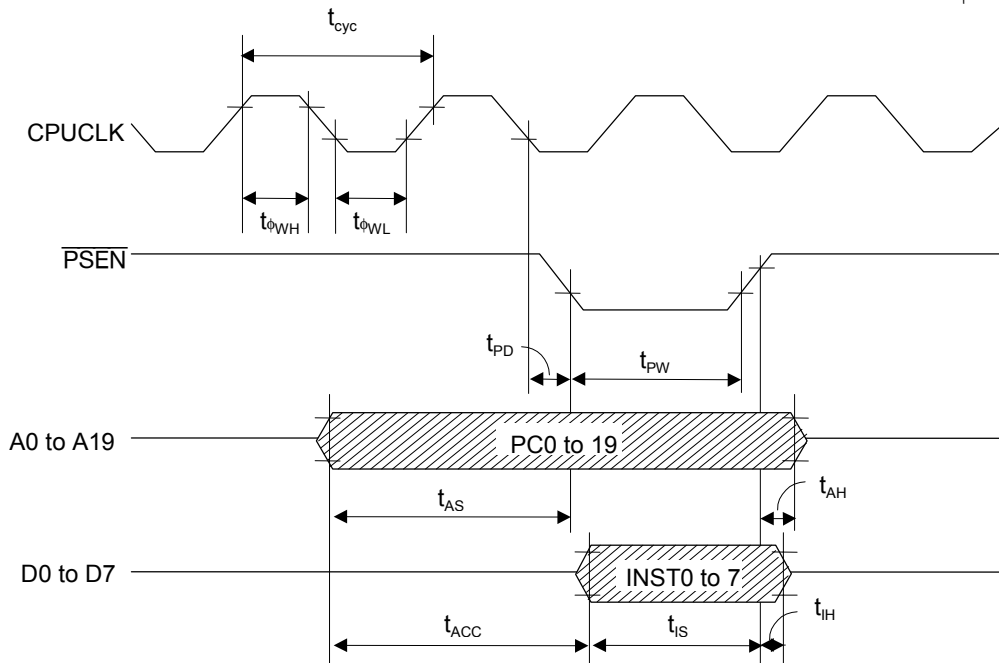 tcyc
CPUCLK
tϕWH
tϕWL
PSEN
tPD
tPW
A0 to A19
PC0 to 19
tAS
tAH
D0 to D7
INST0 to 7
tACC
tIS
tIH